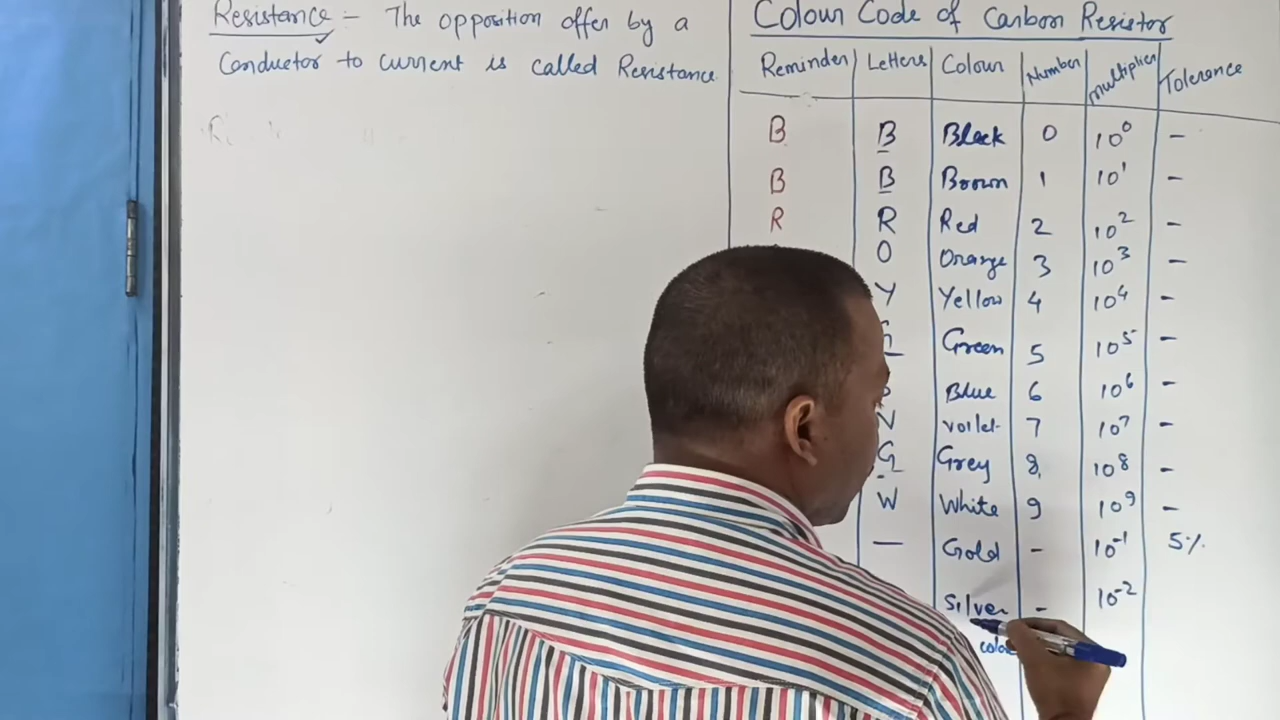 Resistance :- The opposition offer by a
Conductor to current is called Resistance
Colour Code of Carbon Resistor
Reminder Letters Colour Number multiplier Tolerance
B B Black 0 10⁰ -
B B Brown 1 10¹ -
R R Red 2 10² -
O Orange 3 10³ -
Y Yellow 4 10⁴ -
Green 5 10⁵ -
Blue 6 10⁶ -
V voilet 7 10⁷ -
G Grey 8 10⁸ -
W White 9 10⁹ -
- Gold - 10⁻¹ 5%
Silver - 10⁻²